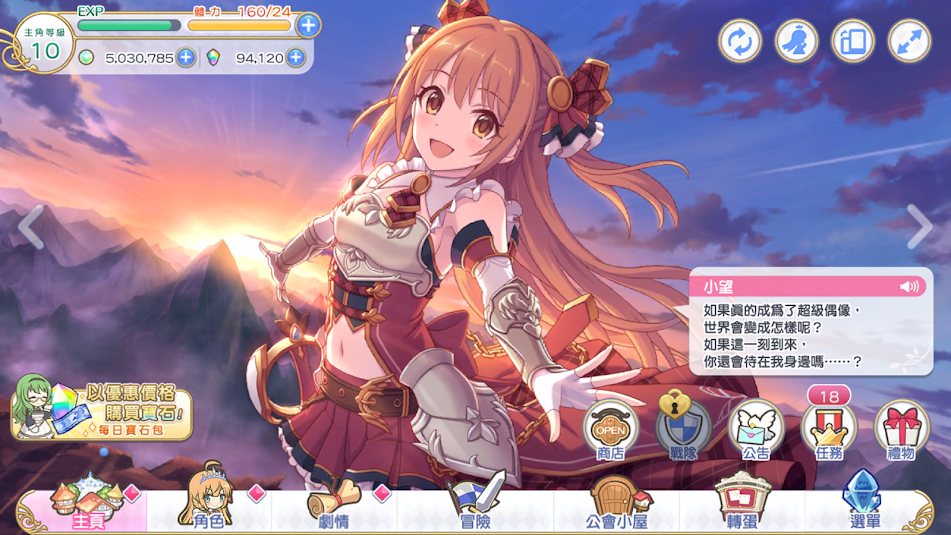 EXP
體力 160/24
主角等級
10
5,030,785
94,120
小望
如果真的成為了超級偶像，
世界會變成怎樣呢？
如果這一刻到來，
你還會待在我身邊嗎……？
以優惠價格
購買寶石！
每日寶石包
18
OPEN
商店
戰隊
公告
任務
禮物
主頁
角色
劇情
冒險
公會小屋
轉蛋
選單